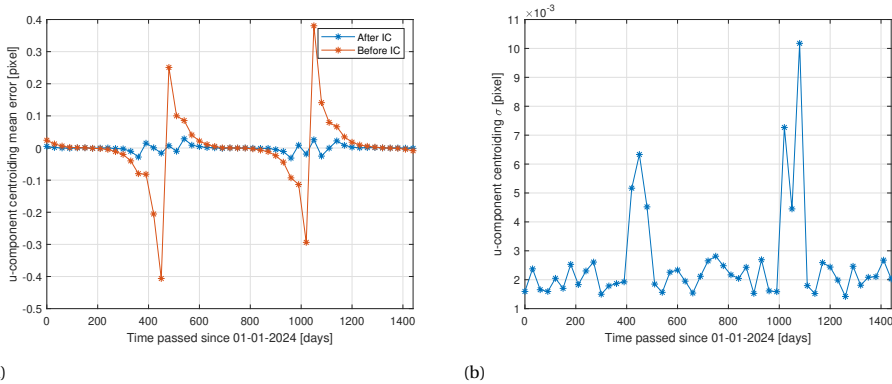 0.4
0.3
0.2
0.1
0
-0.1
-0.2
-0.3
-0.4
-0.5
u-component centroiding mean error [pixel]
After IC
Before IC
0 200 400 600 800 1000 1200 1400
Time passed since 01-01-2024 [days]
)
×10⁻³
11
10
9
8
7
6
5
4
3
2
1
u-component centroiding σ [pixel]
0 200 400 600 800 1000 1200 1400
Time passed since 01-01-2024 [days]
(b)